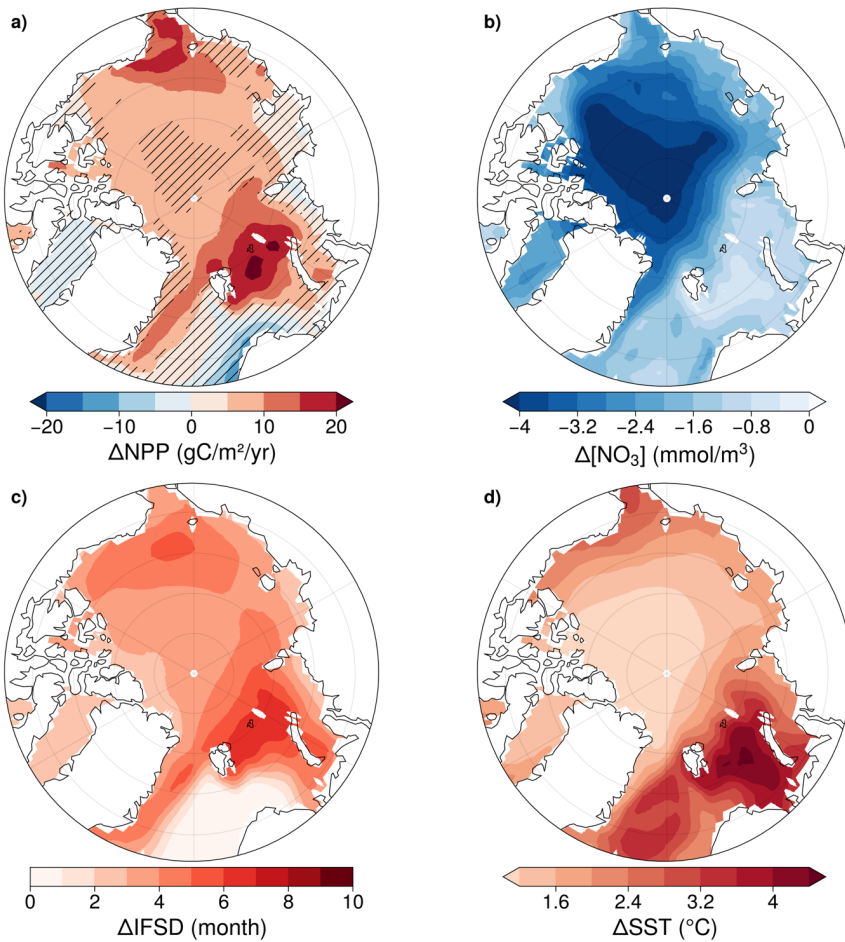 a)
b)
−20 −10 0 10 20
ΔNPP (gC/m²/yr)
−4 −3.2 −2.4 −1.6 −0.8 0
Δ[NO₃] (mmol/m³)
c)
d)
0 2 4 6 8 10
ΔIFSD (month)
1.6 2.4 3.2 4
ΔSST (°C)